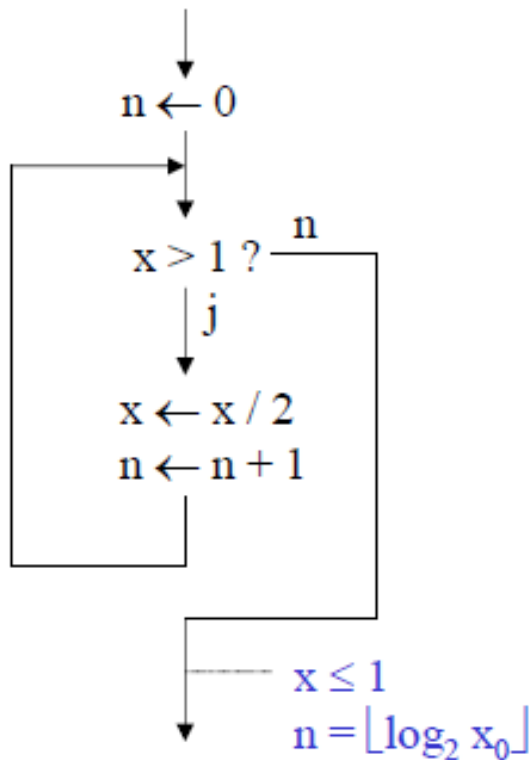 n ← 0
n
x > 1 ?
j
x ← x / 2
n ← n + 1
x ≤ 1
n = ⌊log₂ x₀⌋